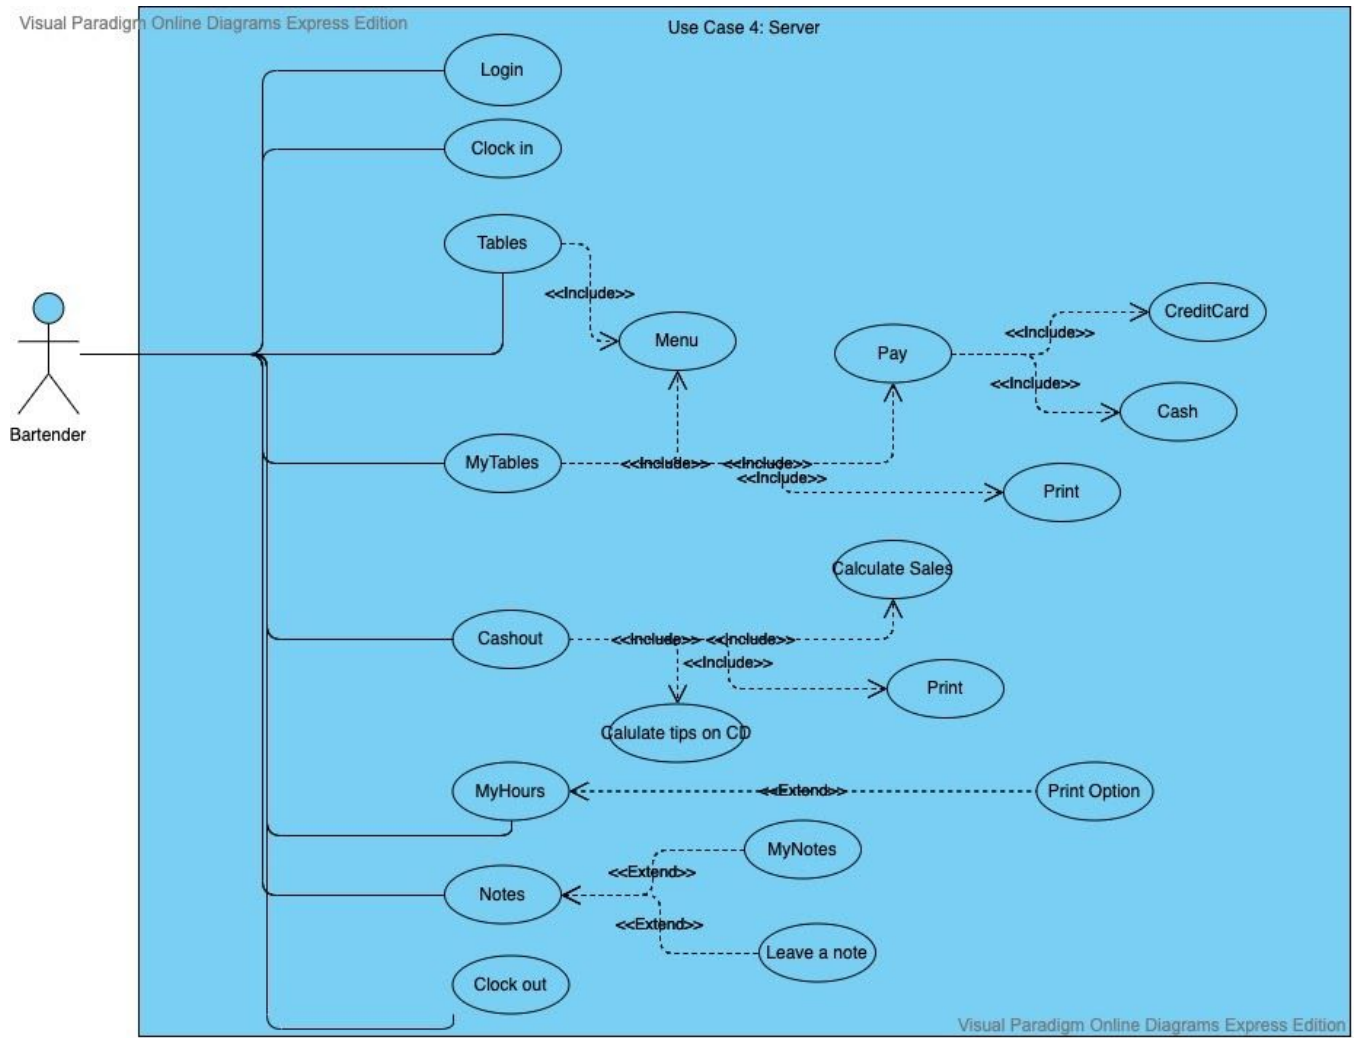 Visual Paradigm Online Diagrams Express Edition
Use Case 4: Server
Login
Clock in
Tables
<<Include>>
Menu
Pay
<<Include>>
CreditCard
<<Include>>
Cash
Bartender
MyTables
<<Include>>
<<Include>>
<<Include>>
Print
Calculate Sales
Cashout
<<Include>>
<<Include>>
<<Include>>
Print
Calulate tips on CD
MyHours
<<Extend>>
Print Option
MyNotes
<<Extend>>
Notes
<<Extend>>
Leave a note
Clock out
Visual Paradigm Online Diagrams Express Edition